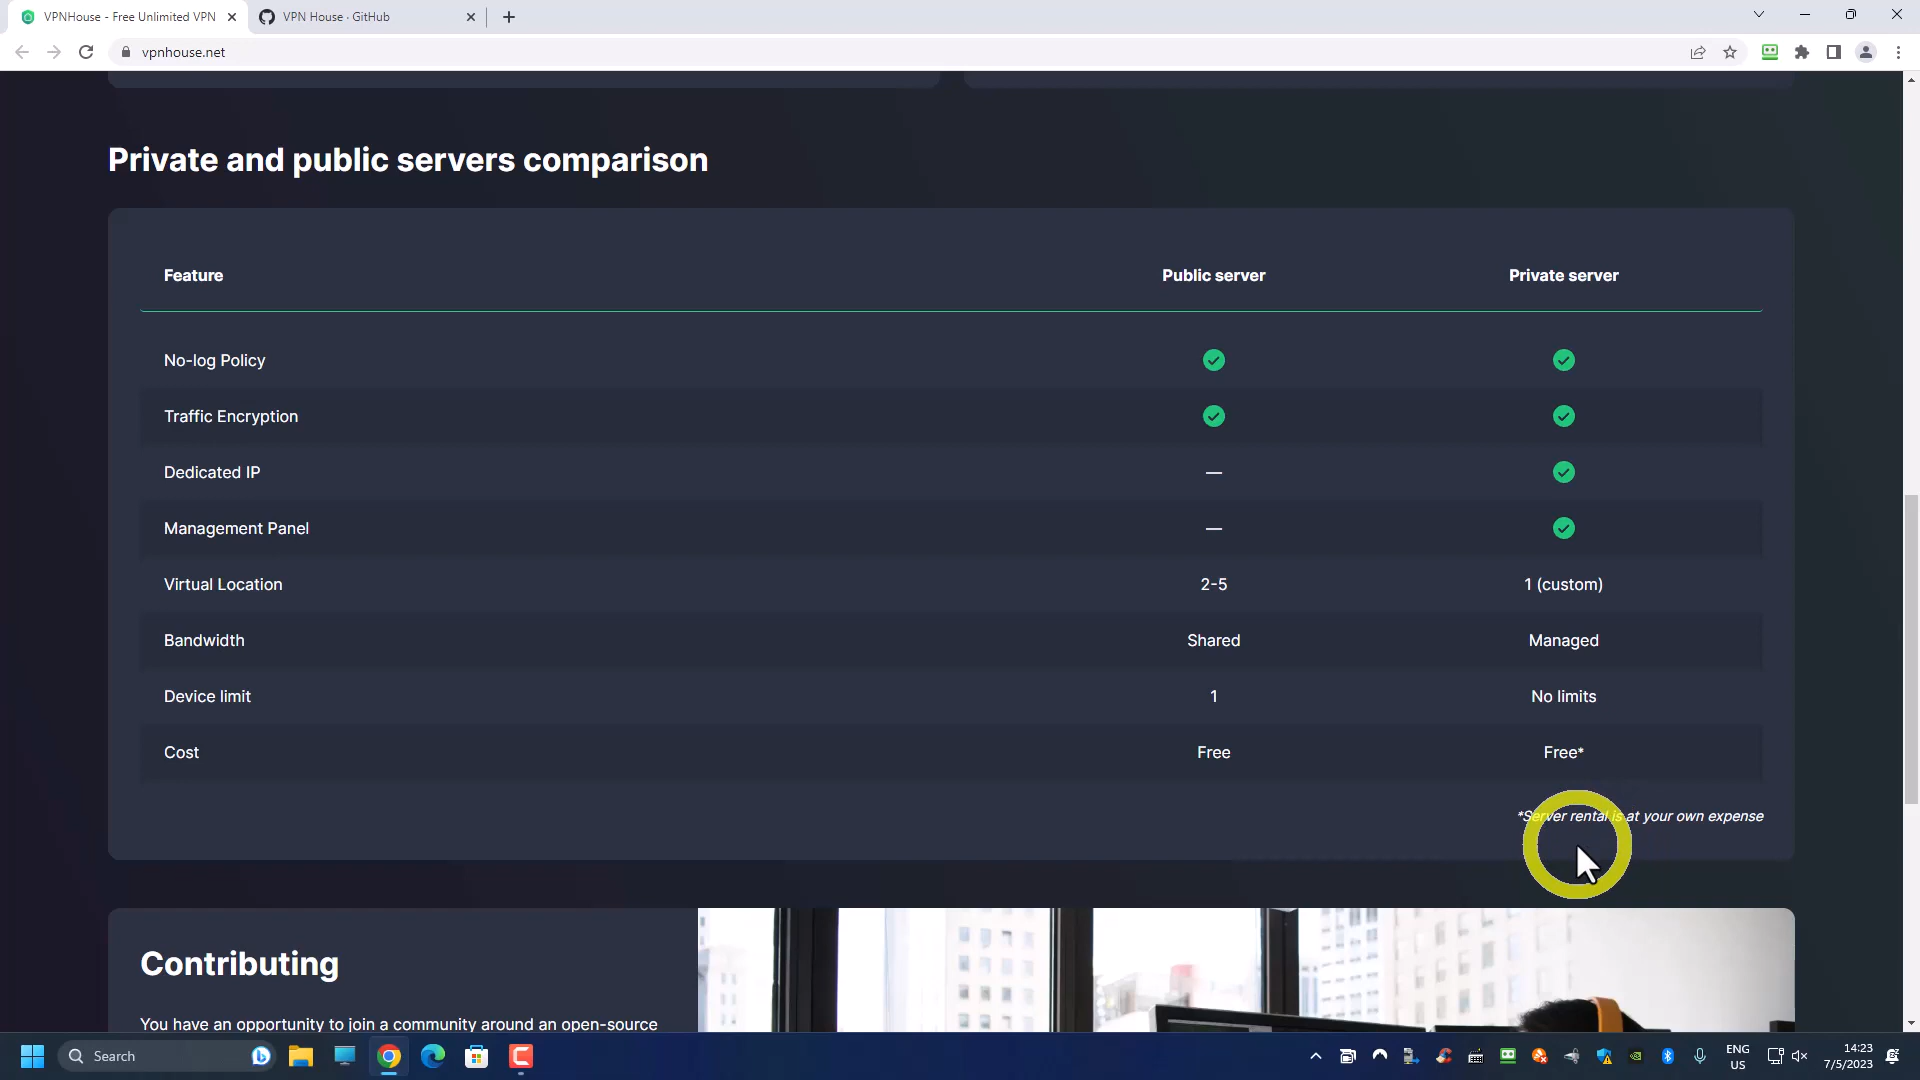 VPNHouse - Free Unlimited VPN
VPN House · GitHub
vpnhouse.net
Private and public servers comparison
Feature Public server Private server
No-log Policy
Traffic Encryption
Dedicated IP —
Management Panel —
Virtual Location 2-5 1 (custom)
Bandwidth Shared Managed
Device limit 1 No limits
Cost Free Free*
*Server rental is at your own expense
Contributing
You have an opportunity to join a community around an open-source
Search
ENG
US
14:23
7/5/2023